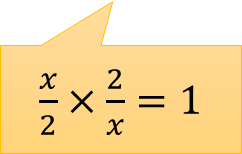 x/2 × 2/x = 1